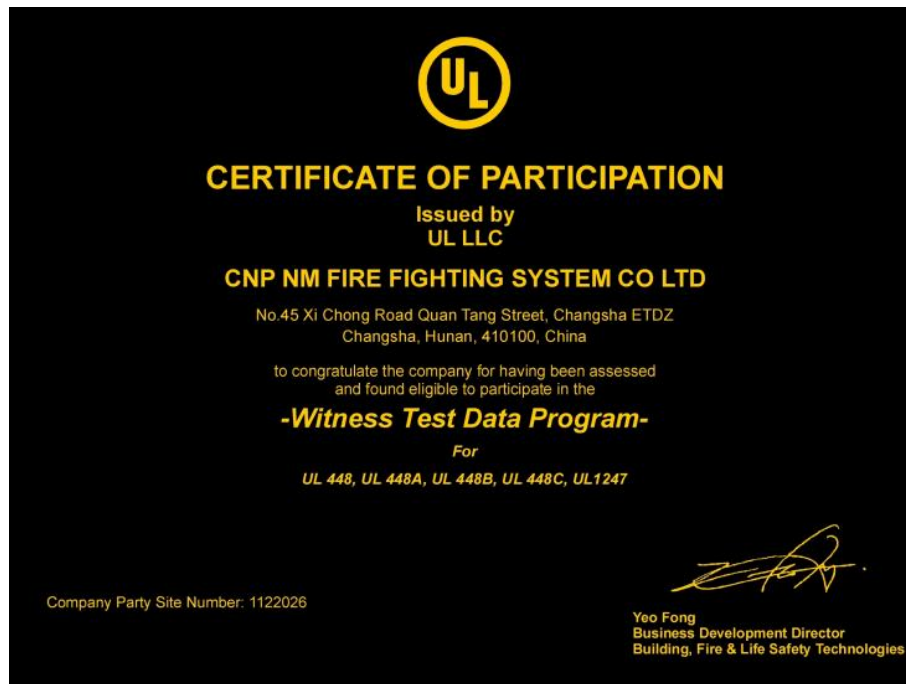 UL
CERTIFICATE OF PARTICIPATION
Issued by
UL LLC
CNP NM FIRE FIGHTING SYSTEM CO LTD
No.45 Xi Chong Road Quan Tang Street, Changsha ETDZ
Changsha, Hunan, 410100, China
to congratulate the company for having been assessed
and found eligible to participate in the
-Witness Test Data Program-
For
UL 448, UL 448A, UL 448B, UL 448C, UL1247
Company Party Site Number: 1122026
Yeo Fong
Business Development Director
Building, Fire & Life Safety Technologies